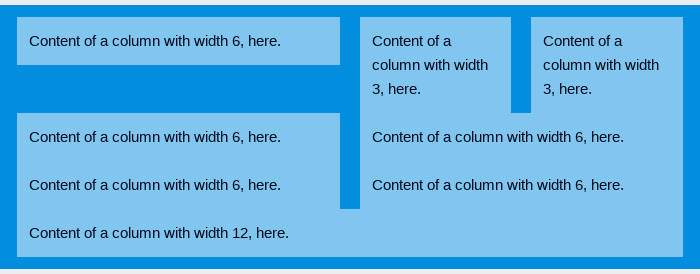 Content of a column with width 6, here.
Content of a
column with width
3, here.
Content of a
column with width
3, here.
Content of a column with width 6, here.
Content of a column with width 6, here.
Content of a column with width 6, here.
Content of a column with width 6, here.
Content of a column with width 12, here.